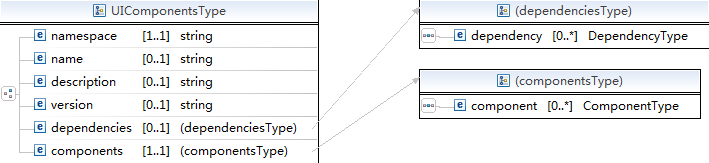 UIComponentsType
namespace [1..1] string
name [0..1] string
description [0..1] string
version [0..1] string
dependencies [0..1] (dependenciesType)
components [1..1] (componentsType)
(dependenciesType)
dependency [0..*] DependencyType
(componentsType)
component [0..*] ComponentType